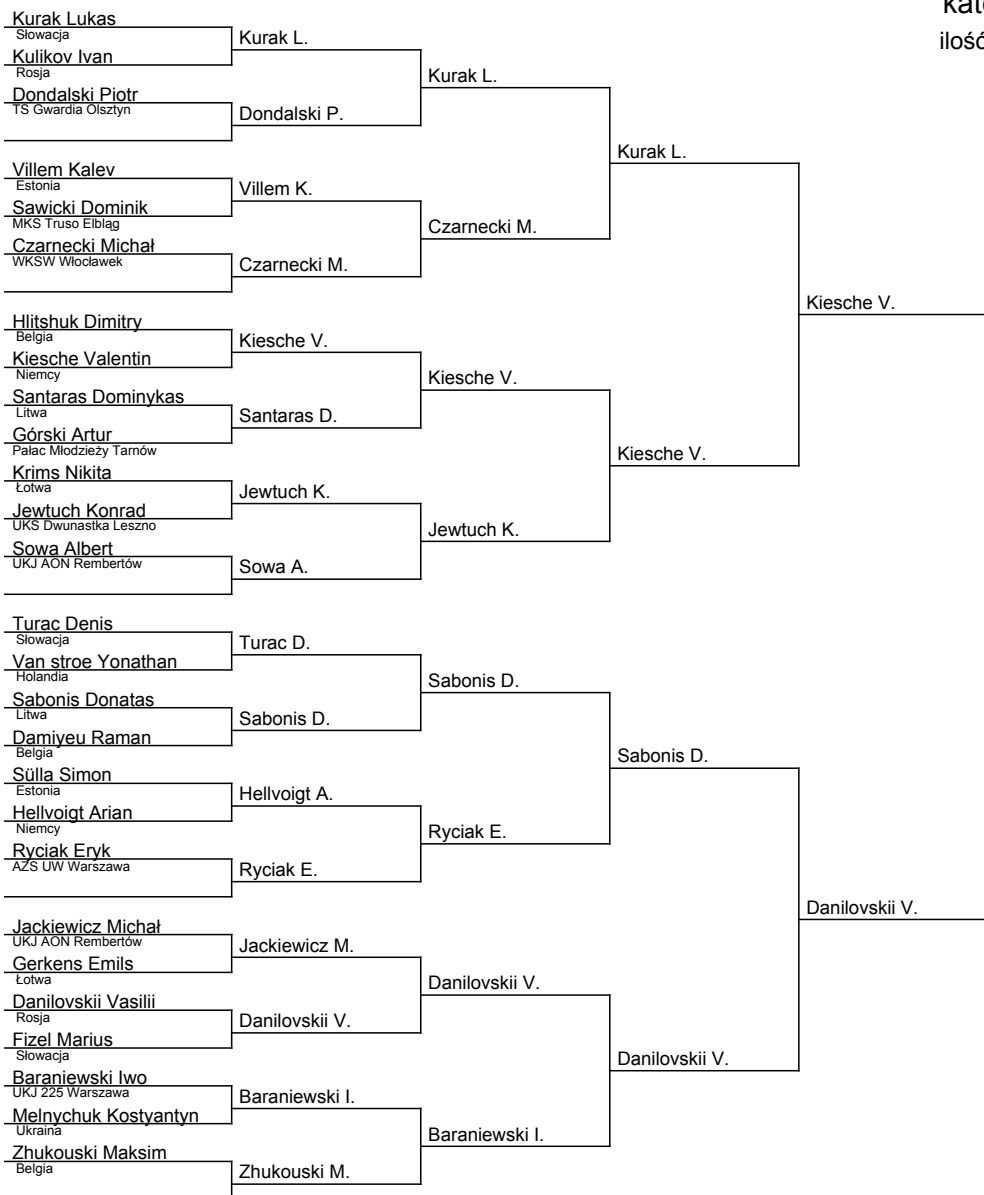 kate
ilość
Kurak Lukas
Słowacja
Kulikov Ivan
Rosja
Dondalski Piotr
TS Gwardia Olsztyn
Villem Kalev
Estonia
Sawicki Dominik
MKS Truso Elbląg
Czarnecki Michał
WKSW Włocławek
Hlitshuk Dimitry
Belgia
Kiesche Valentin
Niemcy
Santaras Dominykas
Litwa
Górski Artur
Pałac Młodzieży Tarnów
Krims Nikita
Łotwa
Jewtuch Konrad
UKS Dwunastka Leszno
Sowa Albert
UKJ AON Rembertów
Turac Denis
Słowacja
Van stroe Yonathan
Holandia
Sabonis Donatas
Litwa
Damiyeu Raman
Belgia
Sülla Simon
Estonia
Hellvoigt Arian
Niemcy
Ryciak Eryk
AZS UW Warszawa
Jackiewicz Michał
UKJ AON Rembertów
Gerkens Emils
Łotwa
Danilovskii Vasilii
Rosja
Fizel Marius
Słowacja
Baraniewski Iwo
UKJ 225 Warszawa
Melnychuk Kostyantyn
Ukraina
Zhukouski Maksim
Belgia
Kurak L.
Dondalski P.
Villem K.
Czarnecki M.
Kiesche V.
Santaras D.
Jewtuch K.
Sowa A.
Turac D.
Sabonis D.
Hellvoigt A.
Ryciak E.
Jackiewicz M.
Danilovskii V.
Baraniewski I.
Zhukouski M.
Kurak L.
Czarnecki M.
Kiesche V.
Jewtuch K.
Sabonis D.
Ryciak E.
Danilovskii V.
Baraniewski I.
Kurak L.
Kiesche V.
Sabonis D.
Danilovskii V.
Kiesche V.
Danilovskii V.